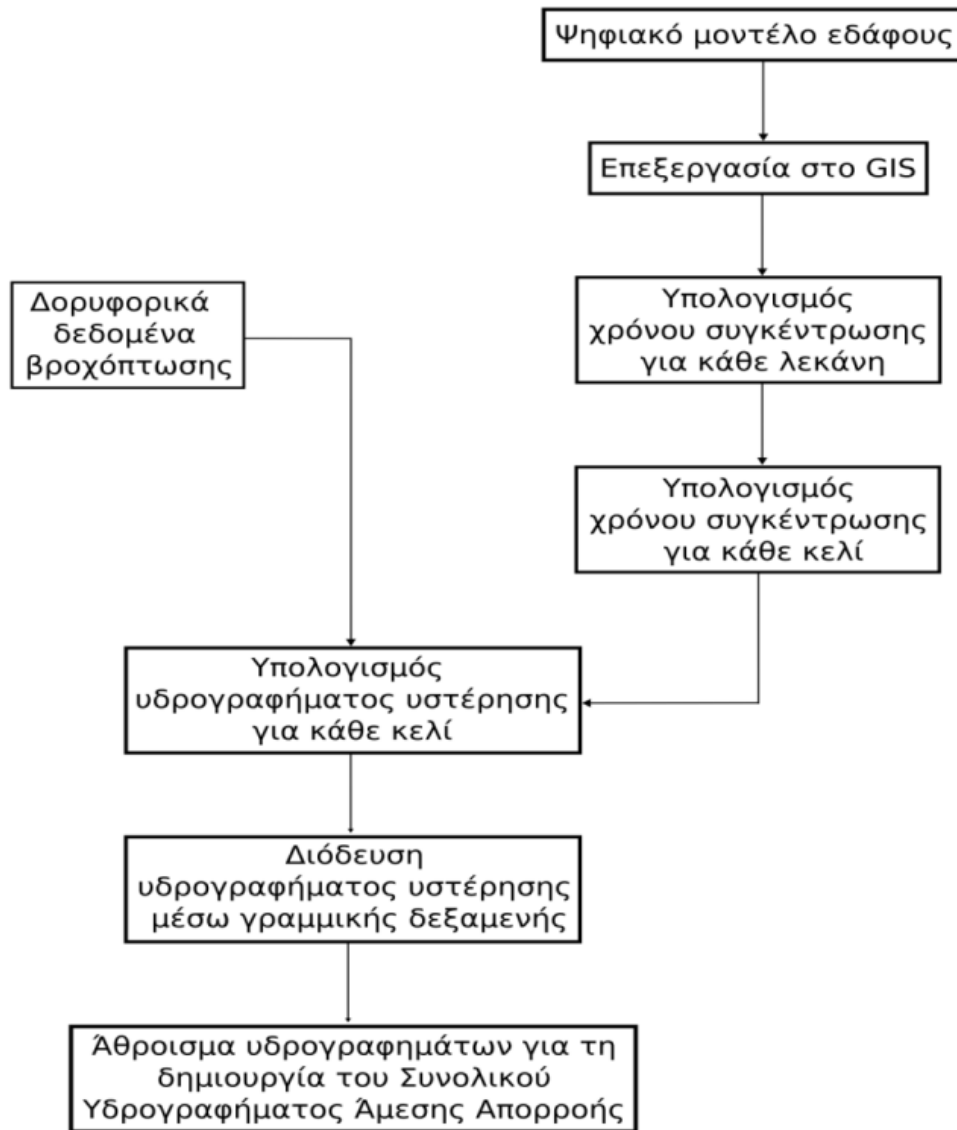 Ψηφιακό μοντέλο εδάφους
Επεξεργασία στο GIS
Υπολογισμός
χρόνου συγκέντρωσης
για κάθε λεκάνη
Δορυφορικά
δεδομένα
βροχόπτωσης
Υπολογισμός
χρόνου συγκέντρωσης
για κάθε κελί
Υπολογισμός
υδρογραφήματος υστέρησης
για κάθε κελί
Διόδευση
υδρογραφήματος υστέρησης
μέσω γραμμικής δεξαμενής
Άθροισμα υδρογραφημάτων για τη
δημιουργία του Συνολικού
Υδρογραφήματος Άμεσης Απορροής